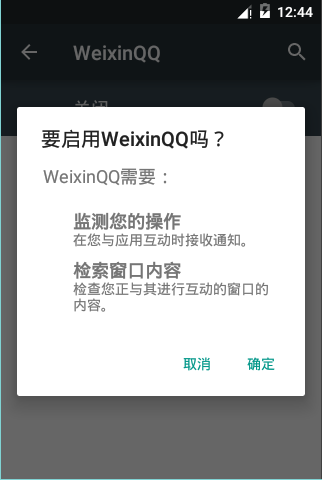 12:44
WeixinQQ
关闭
要启用WeixinQQ吗？
WeixinQQ需要：
监测您的操作
在您与应用互动时接收通知。
检索窗口内容
检查您正与其进行互动的窗口的
内容。
取消 确定